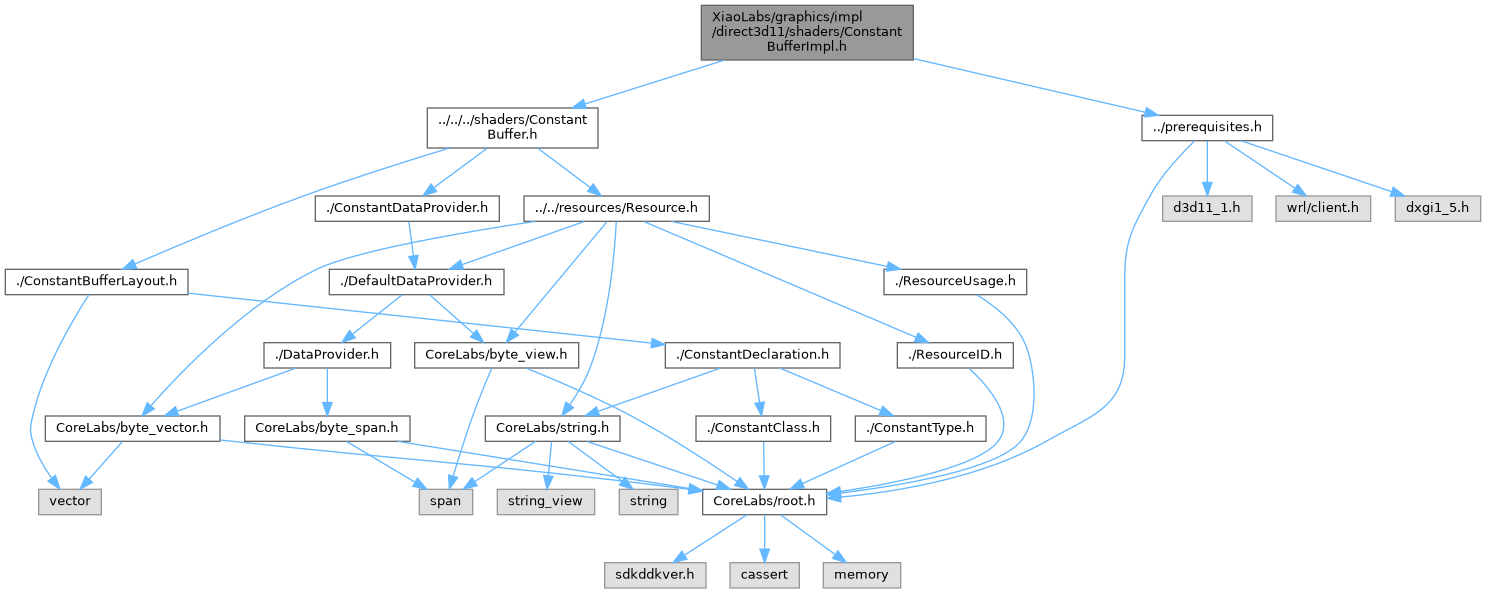 XiaoLabs/graphics/impl
/direct3d11/shaders/Constant
BufferImpl.h
../../../shaders/Constant
Buffer.h
../prerequisites.h
./ConstantDataProvider.h
../../resources/Resource.h
d3d11_1.h
wrl/client.h
dxgi1_5.h
./ConstantBufferLayout.h
./DefaultDataProvider.h
./ResourceUsage.h
./DataProvider.h
CoreLabs/byte_view.h
./ConstantDeclaration.h
./ResourceID.h
CoreLabs/byte_vector.h
CoreLabs/byte_span.h
CoreLabs/string.h
./ConstantClass.h
./ConstantType.h
vector
span
string_view
string
CoreLabs/root.h
sdkddkver.h
cassert
memory